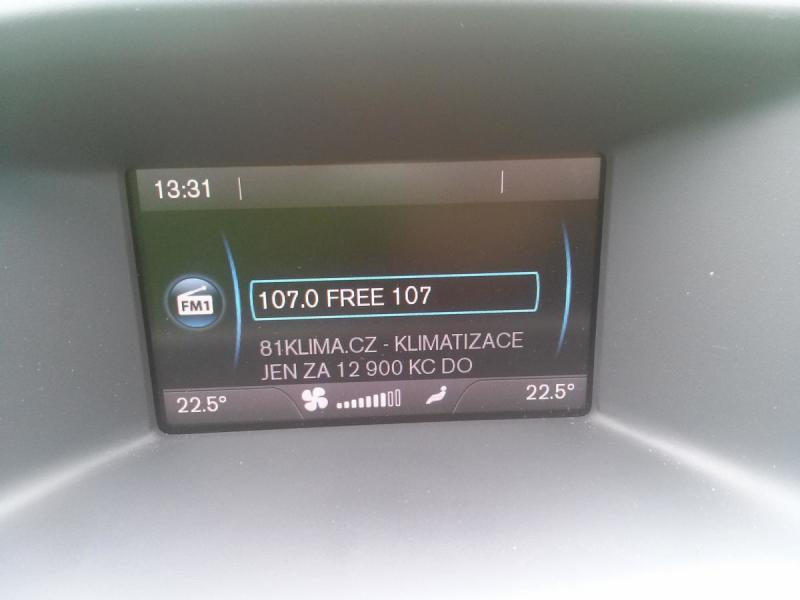 13:31
FM1
107.0 FREE 107
81KLIMA.CZ - KLIMATIZACE
JEN ZA 12 900 KC DO
22.5° 22.5°